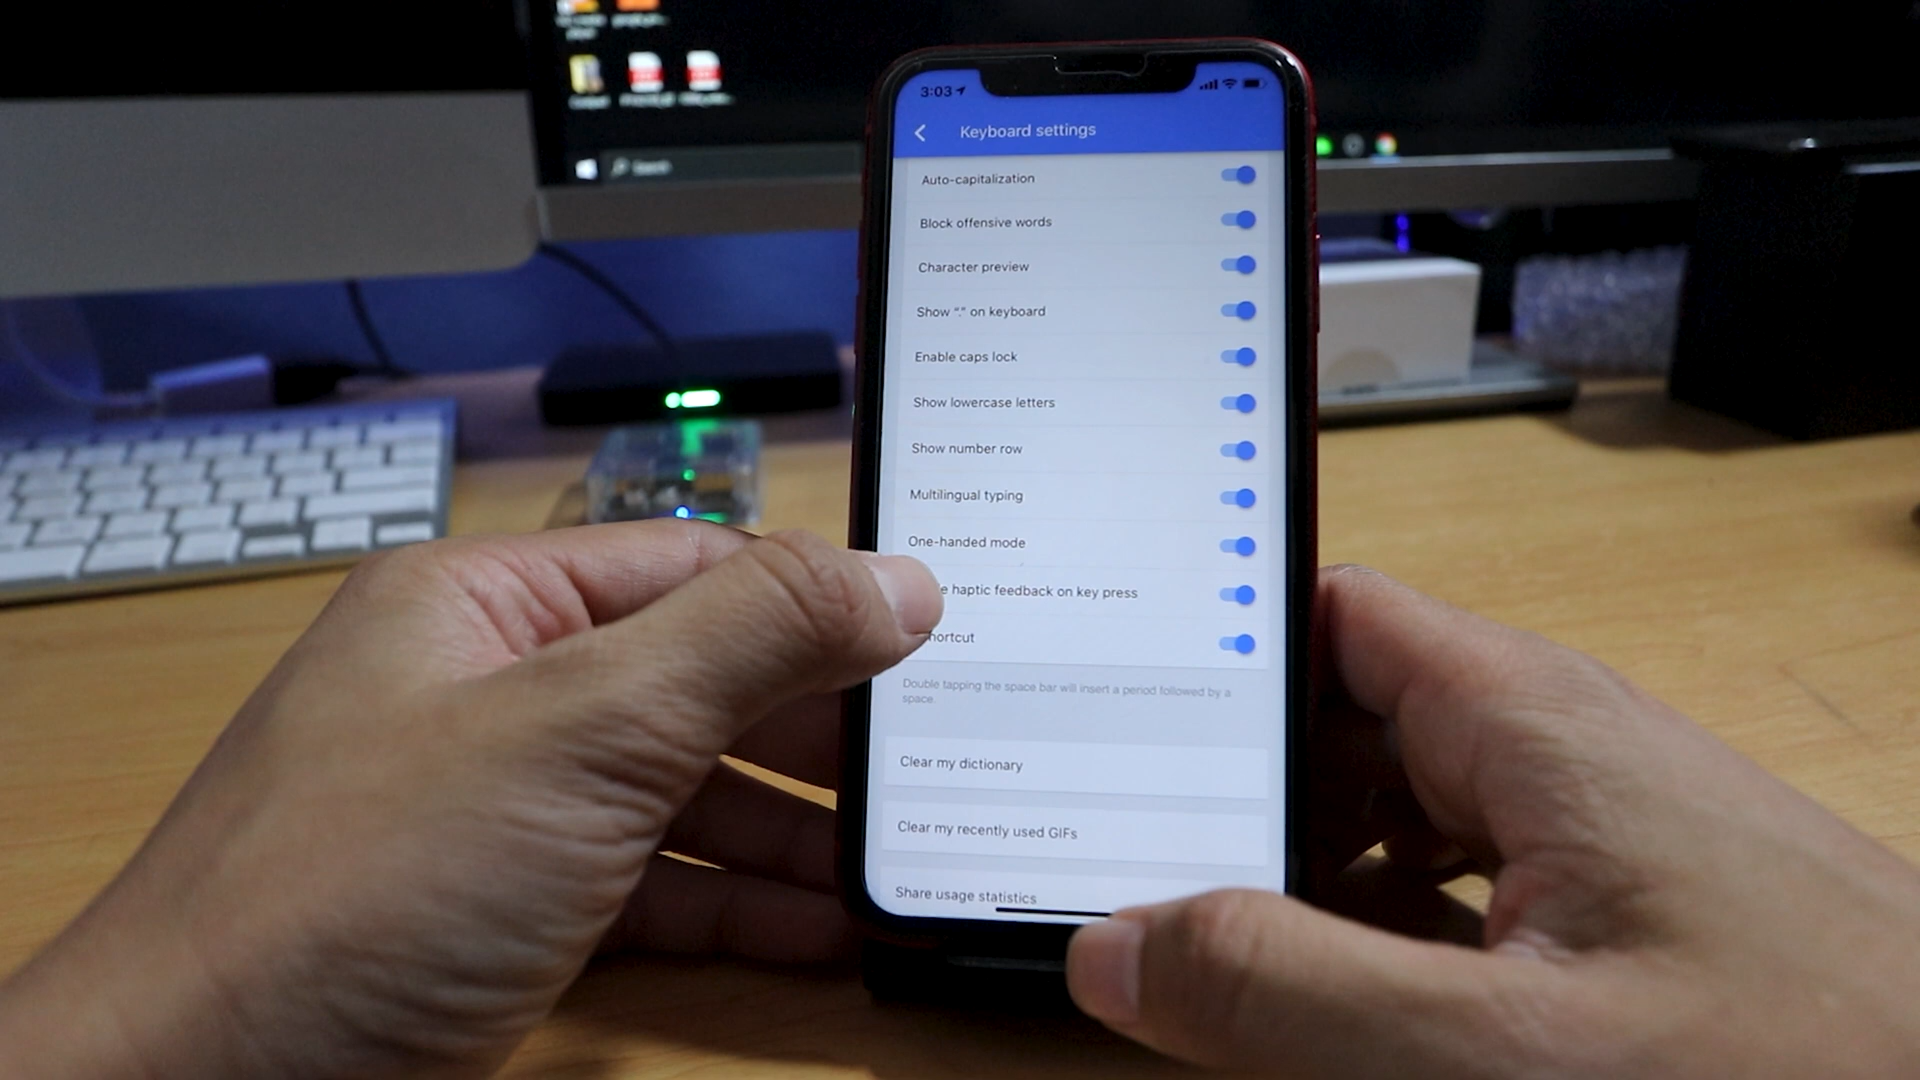 Search
3:03
Keyboard settings
Auto-capitalization
Block offensive words
Character preview
Show "." on keyboard
Enable caps lock
Show lowercase letters
Show number row
Multilingual typing
One-handed mode
haptic feedback on key press
Double tapping the space bar will insert a period followed by a
space.
Clear my dictionary
Clear my recently used GIFs
Share usage statistics